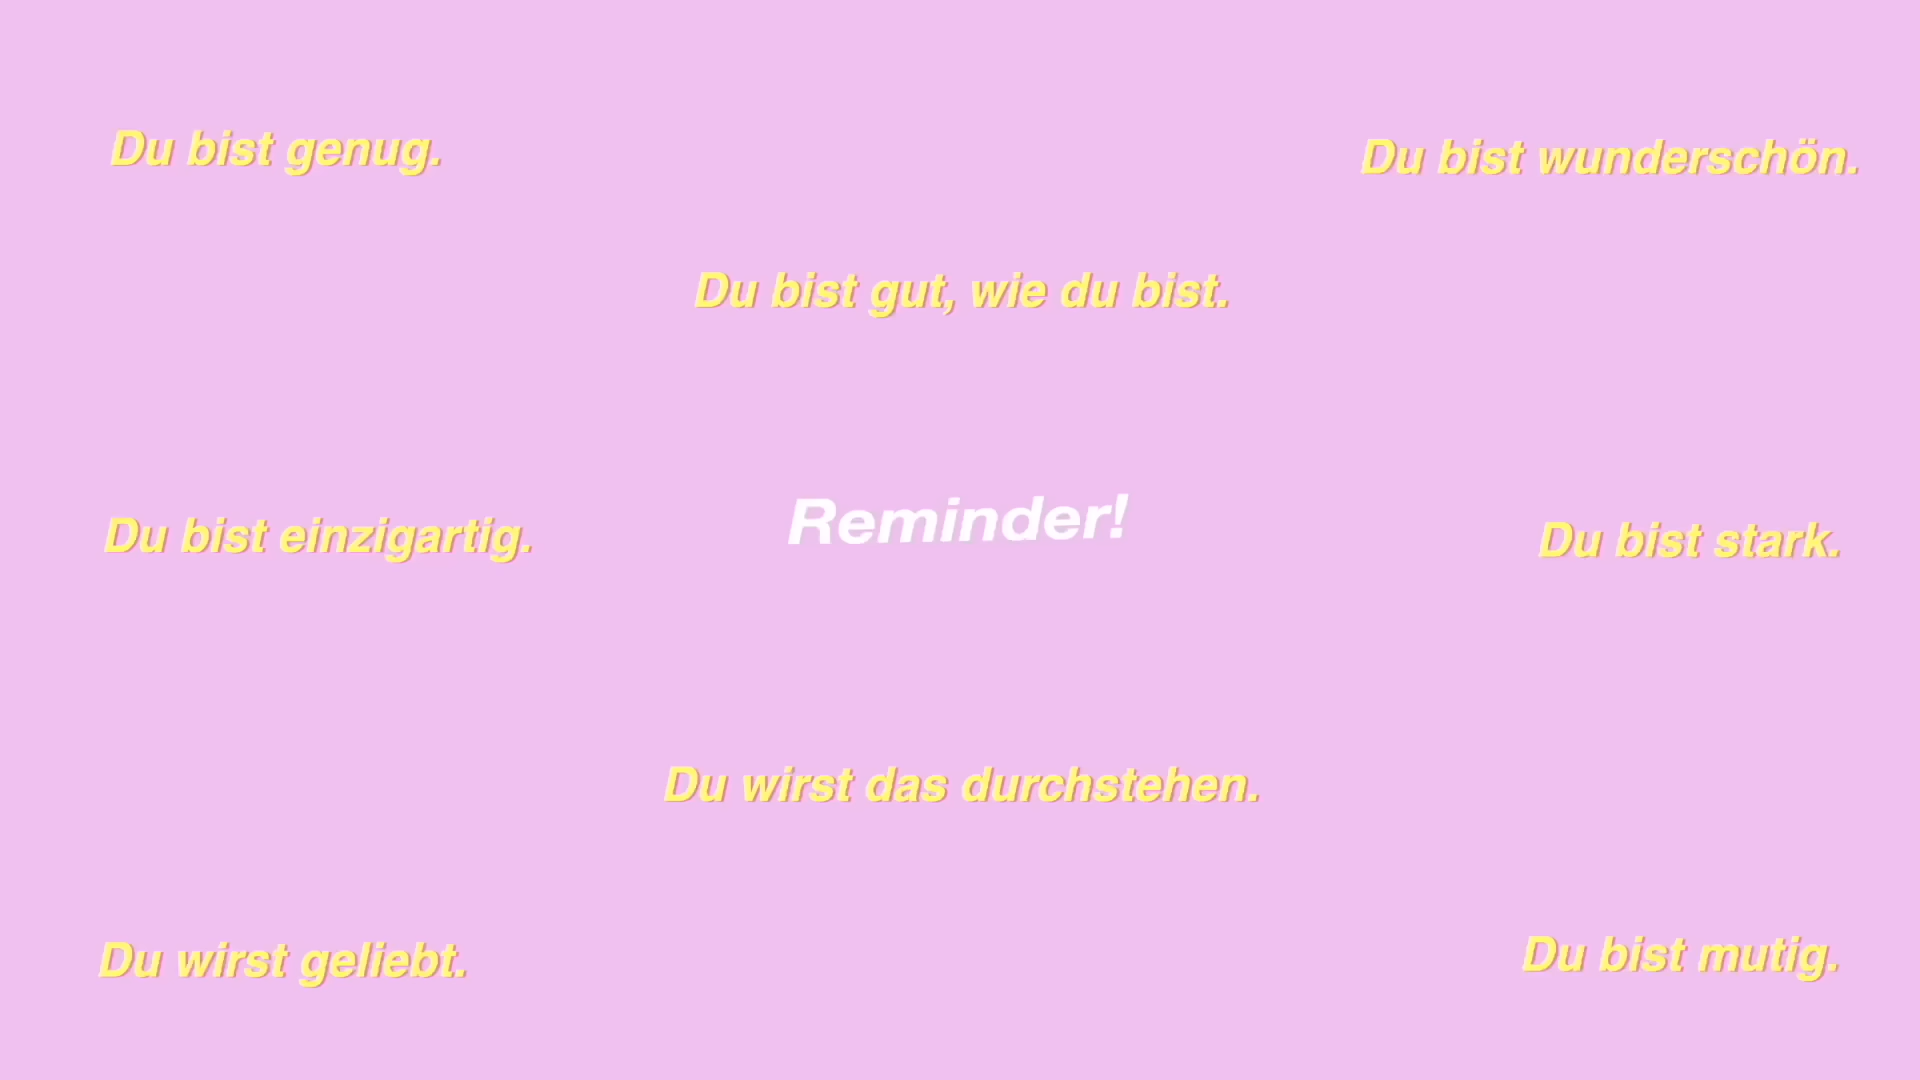 Du bist genug.
Du bist wunderschön.
Du bist gut, wie du bist.
Du bist einzigartig.
Reminder!
Du bist stark.
Du wirst das durchstehen.
Du wirst geliebt.
Du bist mutig.